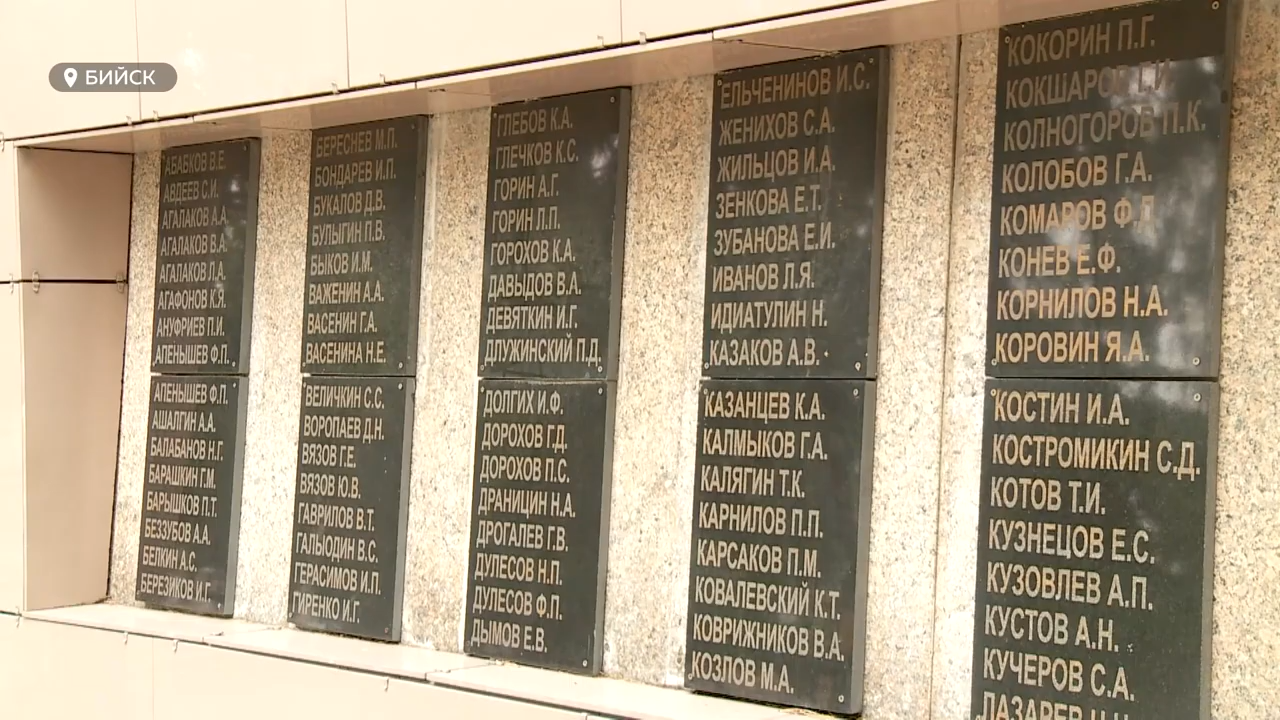 БИЙСК
АБАБКОВ В.Е.
АВДЕЕВ С.И.
АГАЛАКОВ А.А.
АГАЛАКОВ В.А.
АГАЛАКОВ Л.А.
АГАФОНОВ К.Я.
АНУФРИЕВ П.И.
АПЕНЫШЕВ Ф.П.
АПЕНЫШЕВ Ф.П.
АШАЛГИН А.А.
БАЛАБАНОВ Н.Г.
БАРАШКИН Г.М.
БАРЫШКОВ П.Т.
БЕЗЗУБОВ А.А.
БЕЛКИН А.С.
БЕРЕЗИКОВ И.Г.
БЕРЕСНЕВ М.П.
БОНДАРЕВ И.П.
БУКАЛОВ Д.В.
БУЛЫГИН П.В.
БЫКОВ И.М.
ВАЖЕНИН А.А.
ВАСЕНИН Г.А.
ВАСЕНИНА Н.Е.
ВЕЛИЧКИН С.С.
ВОРОПАЕВ Д.Н.
ВЯЗОВ Г.Е.
ВЯЗОВ Ю.В.
ГАВРИЛОВ В.Т.
ГАЛЫОДИН В.С.
ГЕРАСИМОВ И.П.
ГИРЕНКО И.Г.
ГЛЕБОВ К.А.
ГЛЕЧКОВ К.С.
ГОРИН А.Г.
ГОРИН Л.П.
ГОРОХОВ К.А.
ДАВЫДОВ В.А.
ДЕВЯТКИН И.Г.
ДЛУЖИНСКИЙ П.Д.
ДОЛГИХ И.Ф.
ДОРОХОВ Г.Д.
ДОРОХОВ П.С.
ДРАНИЦИН Н.А.
ДРОГАЛЕВ Г.В.
ДУЛЕСОВ Н.П.
ДУЛЕСОВ Ф.П.
ДЫМОВ Е.В.
ЕЛЬЧЕНИНОВ И.С.
ЖЕНИХОВ С.А.
ЖИЛЬЦОВ И.А.
ЗЕНКОВА Е.Т.
ЗУБАНОВА Е.И.
ИВАНОВ Л.Я.
ИДИАТУЛИН Н.
КАЗАКОВ А.В.
КАЗАНЦЕВ К.А.
КАЛМЫКОВ Г.А.
КАЛЯГИН Т.К.
КАРНИЛОВ П.П.
КАРСАКОВ П.М.
КОВАЛЕВСКИЙ К.Т.
КОВРИЖНИКОВ В.А.
КОЗЛОВ М.А.
КОКОРИН П.Г.
КОКШАРОВ
КОЛНОГОРОВ П.К.
КОЛОБОВ Г.А.
КОМАРОВ Ф.Д.
КОНЕВ Е.Ф.
КОРНИЛОВ Н.А.
КОРОВИН Я.А.
КОСТИН И.А.
КОСТРОМИКИН С.Д.
КОТОВ Т.И.
КУЗНЕЦОВ Е.С.
КУЗОВЛЕВ А.П.
КУСТОВ А.Н.
КУЧЕРОВ С.А.
ЛАЗАРЕВ